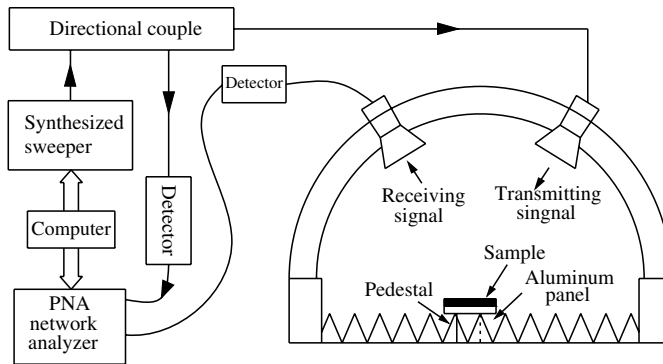 Directional couple
Detector
Synthesized
sweeper
Detector
Receiving
signal
Transmitting
singnal
Computer
Sample
Pedestal
Aluminum
panel
PNA
network
analyzer